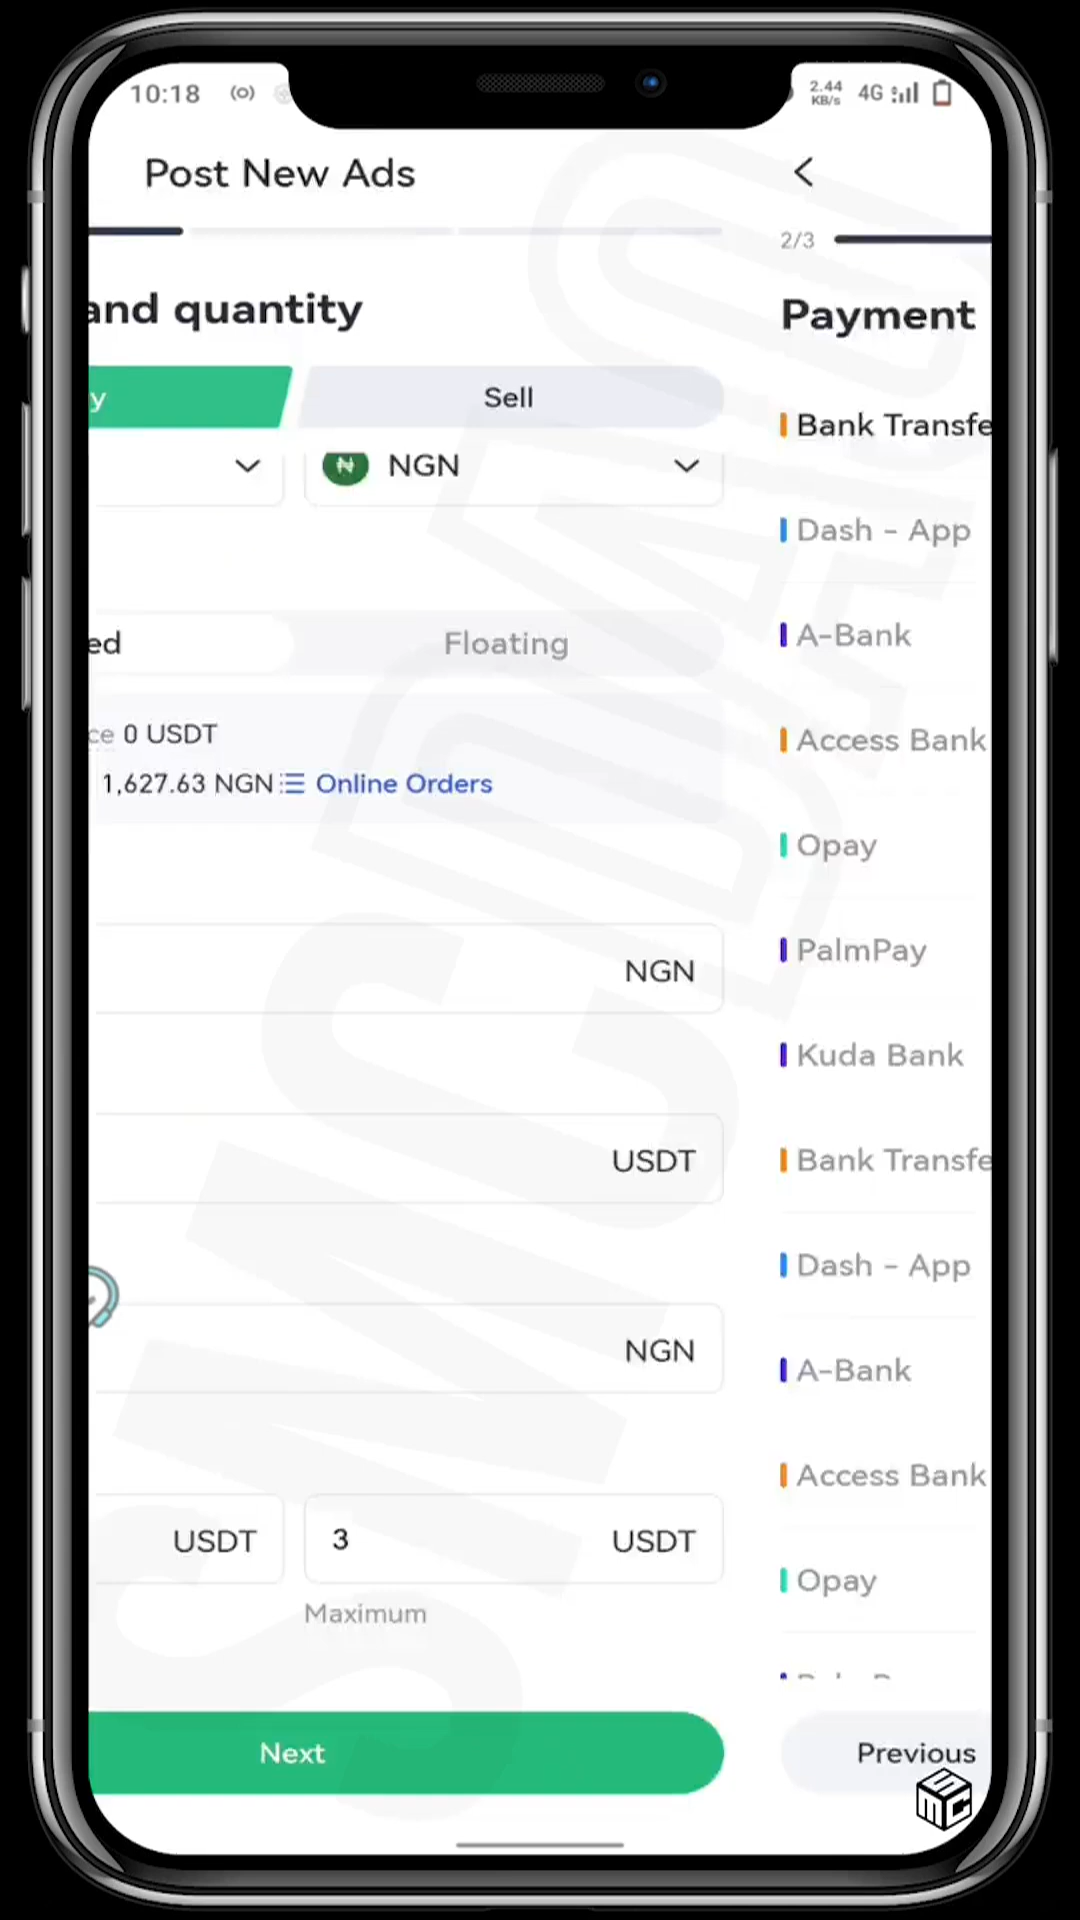 10:18
2.44
KB/s
4G
Post New Ads
and quantity
y
Sell
NGN
ed
Floating
ce 0 USDT
1,627.63 NGN
Online Orders
NGN
USDT
NGN
USDT
3
USDT
Maximum
Next
2/3
Payment
Bank Transfe
Dash - App
A-Bank
Access Bank
Opay
PalmPay
Kuda Bank
Bank Transfe
Dash - App
A-Bank
Access Bank
Opay
Previous
SMCDAO